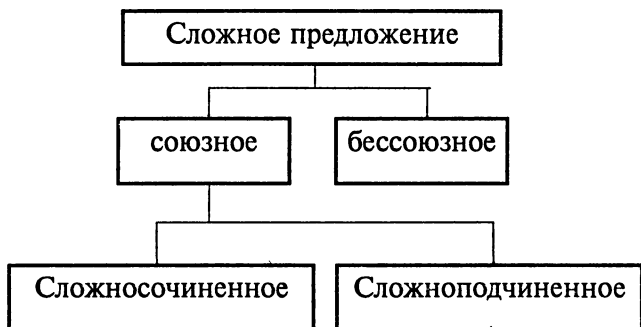 Сложное предложение
союзное
бессоюзное
Сложносочиненное
Сложноподчиненное